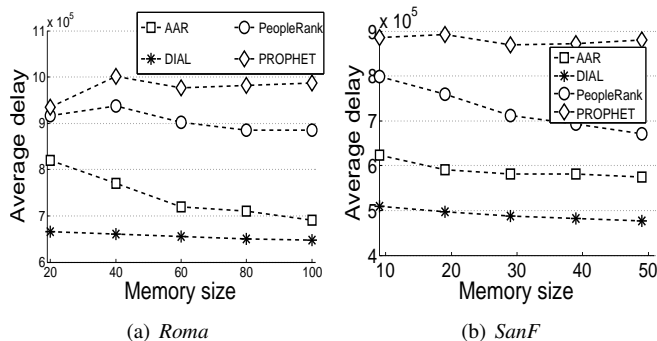 11 x 10^5
AAR
PeopleRank
DIAL
PROPHET
10
9
8
7
6
20
40
60
80
100
Average delay
Memory size
(a) Roma
9 x 10^5
8
7
6
5
4
10
20
30
40
50
AAR
DIAL
PeopleRank
PROPHET
Average delay
Memory size
(b) SanF